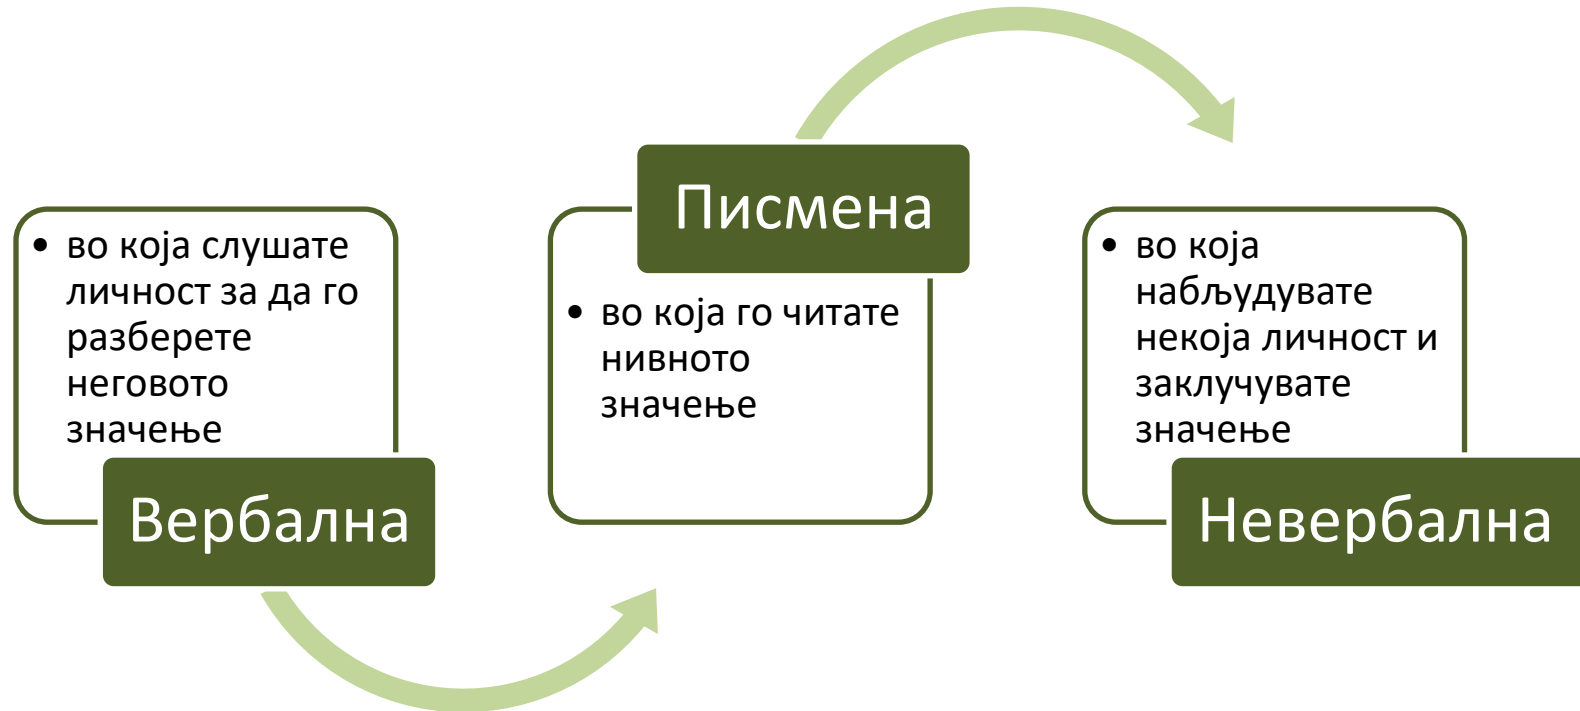 • во која слушате
личност за да го
разберете
неговото
значење
Вербална
Писмена
• во која го читате
нивното
значење
• во која
набљудувате
некоја личност и
заклучувате
значење
Невербална